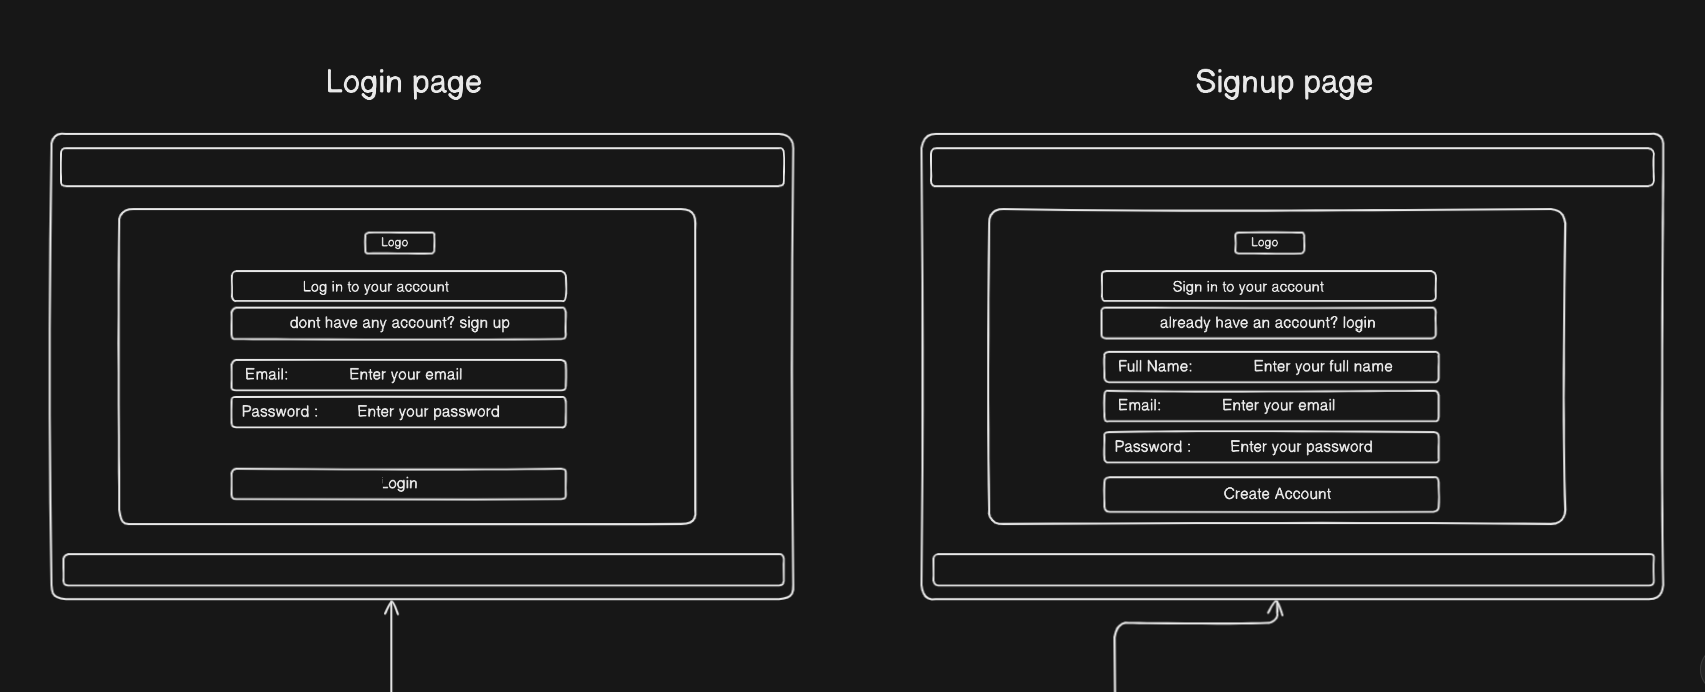 Login page
Logo
Log in to your account
dont have any account? sign up
Email: Enter your email
Password : Enter your password
Login
Signup page
Logo
Sign in to your account
already have an account? login
Full Name: Enter your full name
Email: Enter your email
Password : Enter your password
Create Account